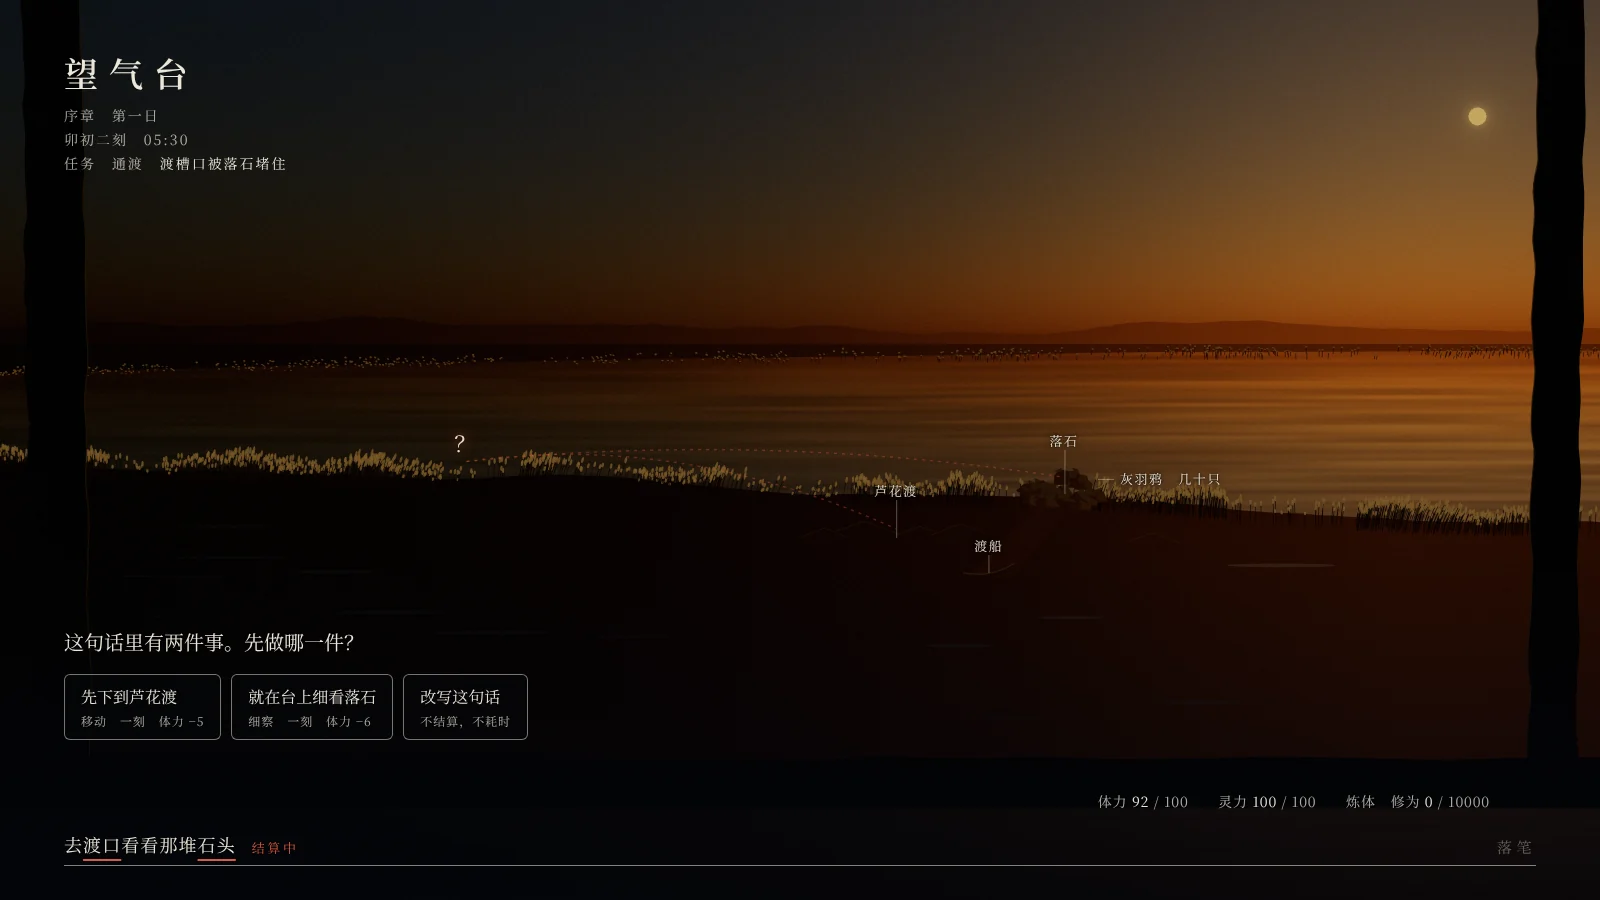 望气台
序章 第一日
卯初二刻 05:30
任务 通渡 渡槽口被落石堵住
?
落石
灰羽鸦 几十只
芦花渡
渡船
这句话里有两件事。先做哪一件?
先下到芦花渡
移动 一刻 体力 −5
就在台上细看落石
细察 一刻 体力 −6
改写这句话
不结算，不耗时
体力 92 / 100 灵力 100 / 100 炼体 修为 0 / 10000
去渡口看看那堆石头 结算中
落笔